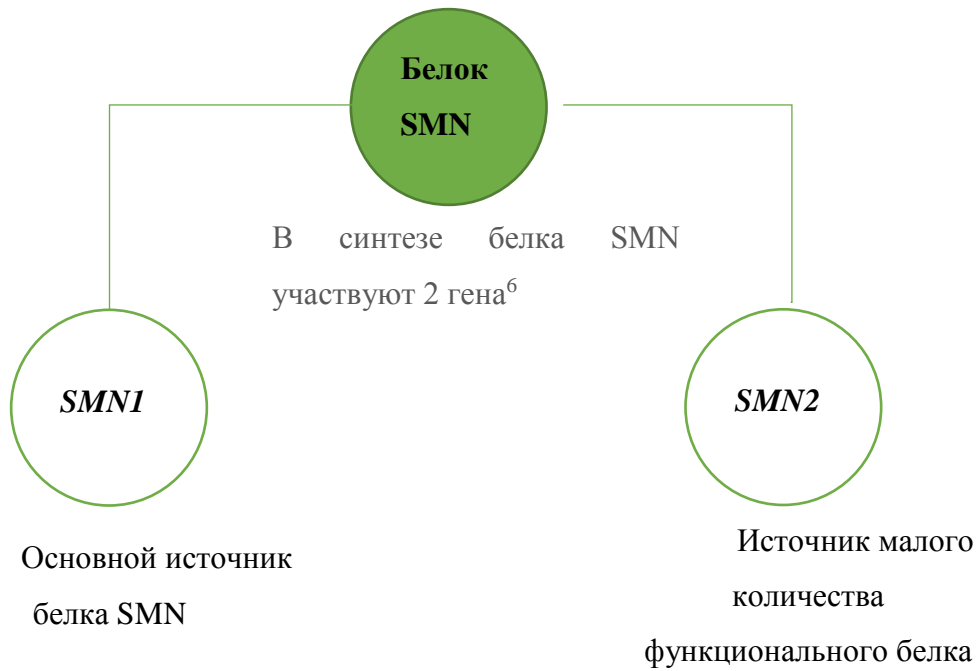 Белок
SMN
В синтезе белка SMN
участвуют 2 гена⁶
SMN1
SMN2
Основной источник
белка SMN
Источник малого
количества
функционального белка